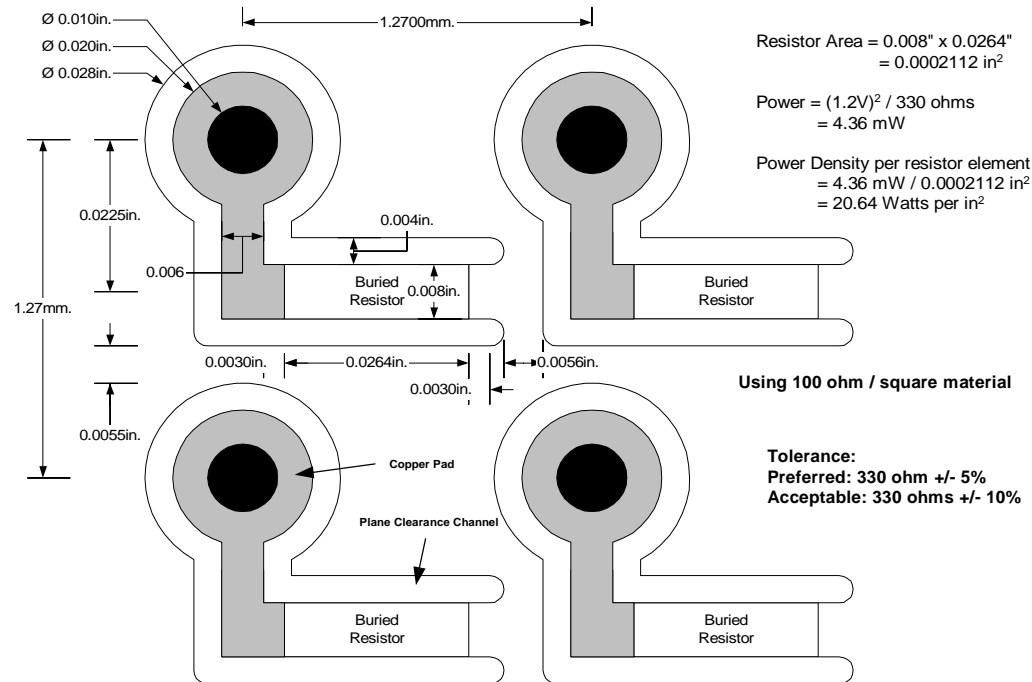 Ø 0.010in.
Ø 0.020in.
Ø 0.028in.
1.2700mm.
Resistor Area = 0.008" x 0.0264"
= 0.0002112 in²
Power = (1.2V)² / 330 ohms
= 4.36 mW
Power Density per resistor element
= 4.36 mW / 0.0002112 in²
= 20.64 Watts per in²
0.0225in.
0.004in.
0.006
Buried
Resistor
0.008in.
Buried
Resistor
1.27mm.
0.0030in.
0.0264in.
0.0056in.
0.0030in.
Using 100 ohm / square material
0.0055in.
Copper Pad
Tolerance:
Preferred: 330 ohm +/- 5%
Acceptable: 330 ohms +/- 10%
Plane Clearance Channel
Buried
Resistor
Buried
Resistor